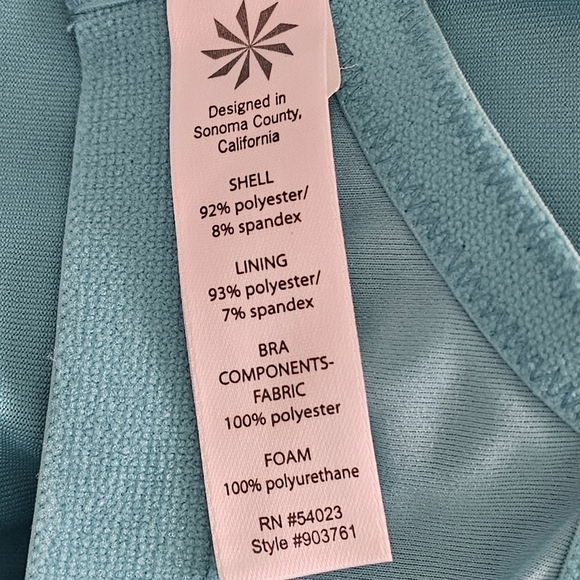 Designed in
Sonoma County,
California
SHELL
92% polyester/
8% spandex
LINING
93% polyester/
7% spandex
BRA
COMPONENTS-
FABRIC
100% polyester
FOAM
100% polyurethane
RN #54023
Style #903761